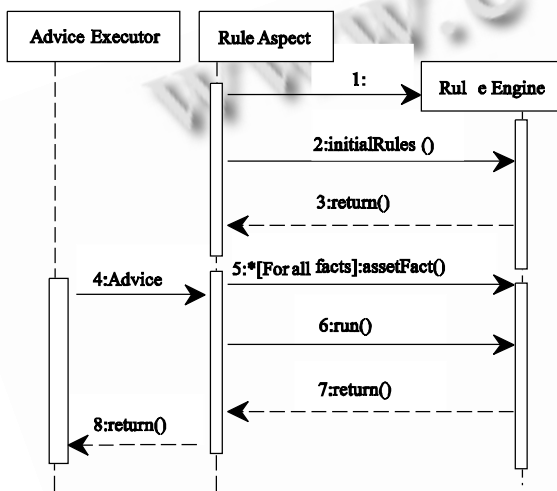 Advice Executor
Rule Aspect
Rul e Engine
1:
2:initialRules ()
3:return()
4:Advice
5:*[For all facts]:assetFact()
6:run()
7:return()
8:return()